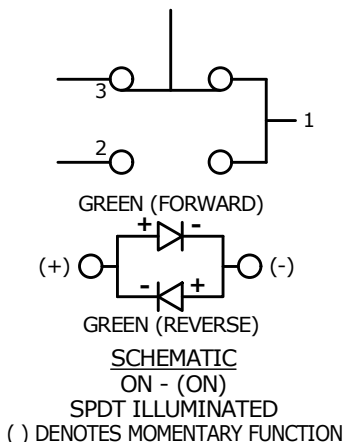 3
1
2
GREEN (FORWARD)
+ -
(+) (-)
- +
GREEN (REVERSE)
SCHEMATIC
ON - (ON)
SPDT ILLUMINATED
( ) DENOTES MOMENTARY FUNCTION